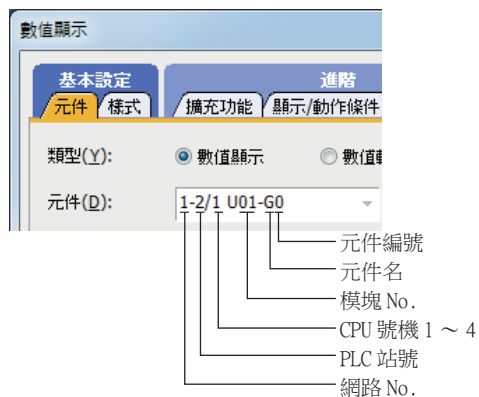 數值顯示
基本設定
進階
元件 樣式 擴充功能 顯示/動作條件
類型(Y): 數值顯示
元件(D): 1-2/1 U01-G0
元件編號
元件名
模塊 No.
CPU 號機 1 ～ 4
PLC 站號
網路 No.